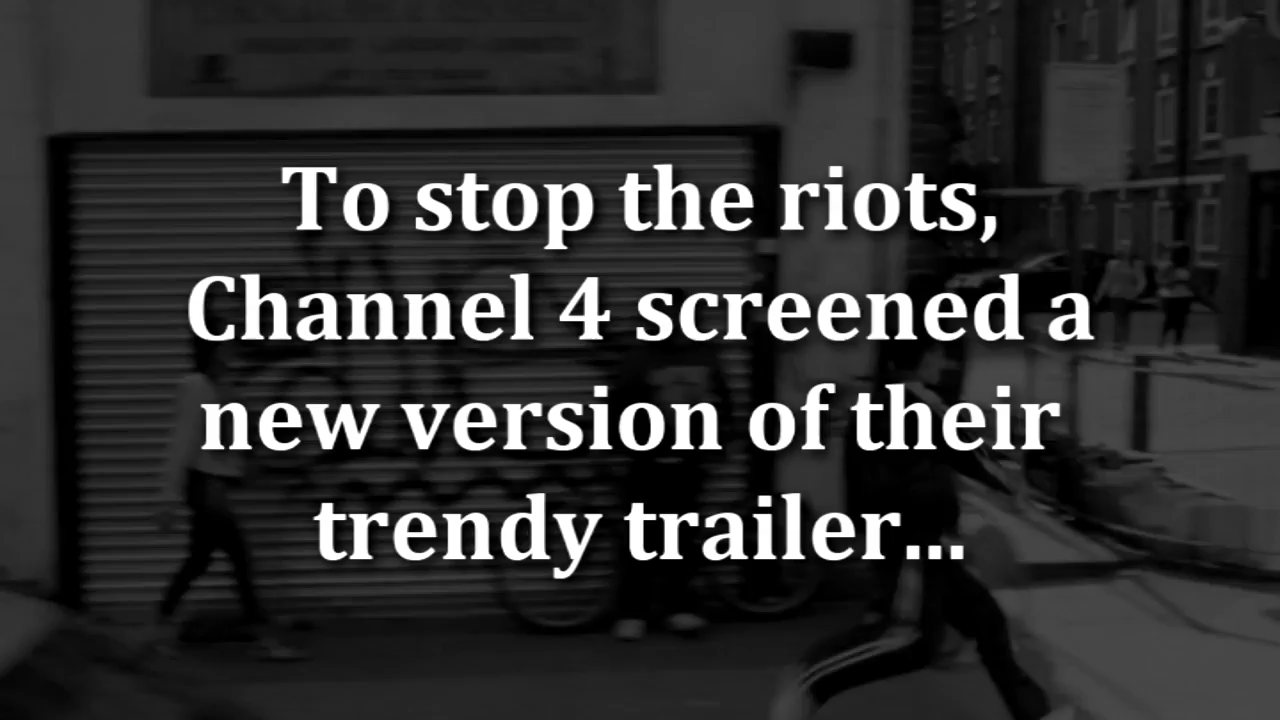 To stop the riots,
Channel 4 screened a
new version of their
trendy trailer...